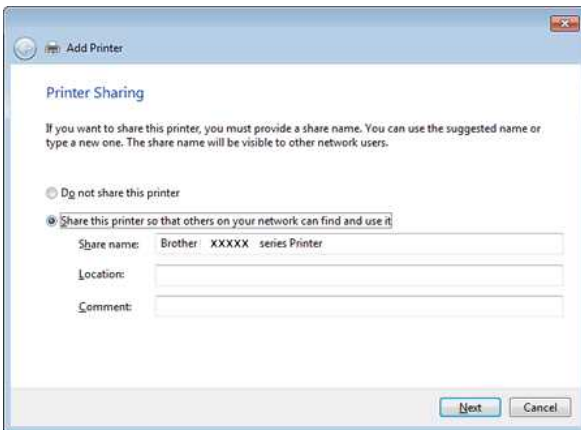 Add Printer
Printer Sharing
If you want to share this printer, you must provide a share name. You can use the suggested name or
type a new one. The share name will be visible to other network users.
Do not share this printer
Share this printer so that others on your network can find and use it
Share name: Brother XXXXX series Printer
Location:
Comment:
Next Cancel